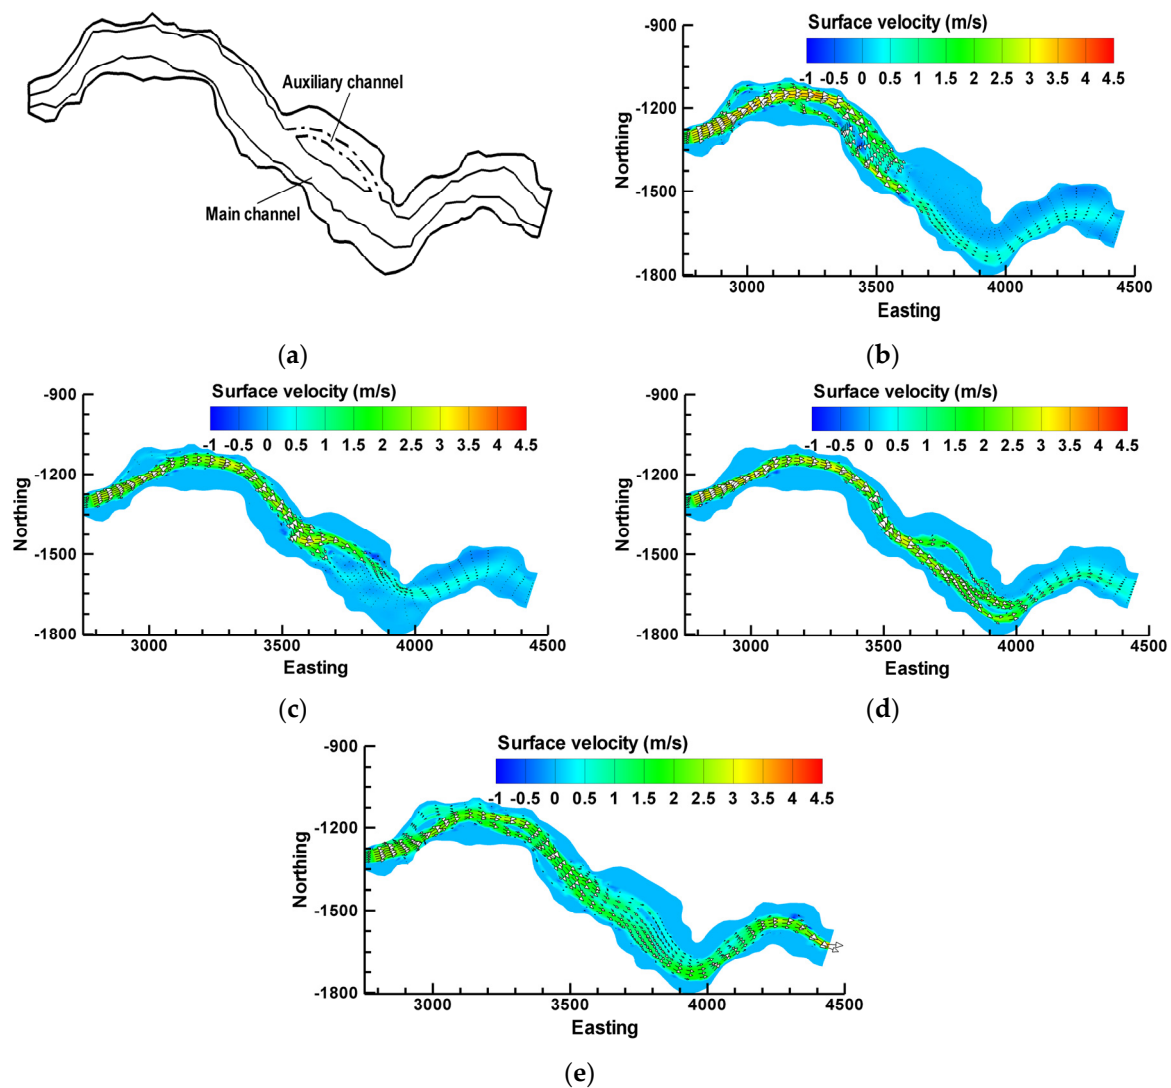 Auxiliary channel
Main channel
(a)
Surface velocity (m/s)
-1 -0.5 0 0.5 1 1.5 2 2.5 3 3.5 4 4.5
-900
-1200
-1500
-1800
Northing
3000 3500 4000 4500
Easting
(b)
Surface velocity (m/s)
-1 -0.5 0 0.5 1 1.5 2 2.5 3 3.5 4 4.5
-900
-1200
-1500
-1800
Northing
3000 3500 4000 4500
Easting
(c)
Surface velocity (m/s)
-1 -0.5 0 0.5 1 1.5 2 2.5 3 3.5 4 4.5
-900
-1200
-1500
-1800
Northing
3000 3500 4000 4500
Easting
(d)
Surface velocity (m/s)
-1 -0.5 0 0.5 1 1.5 2 2.5 3 3.5 4 4.5
-900
-1200
-1500
-1800
Northing
3000 3500 4000 4500
Easting
(e)